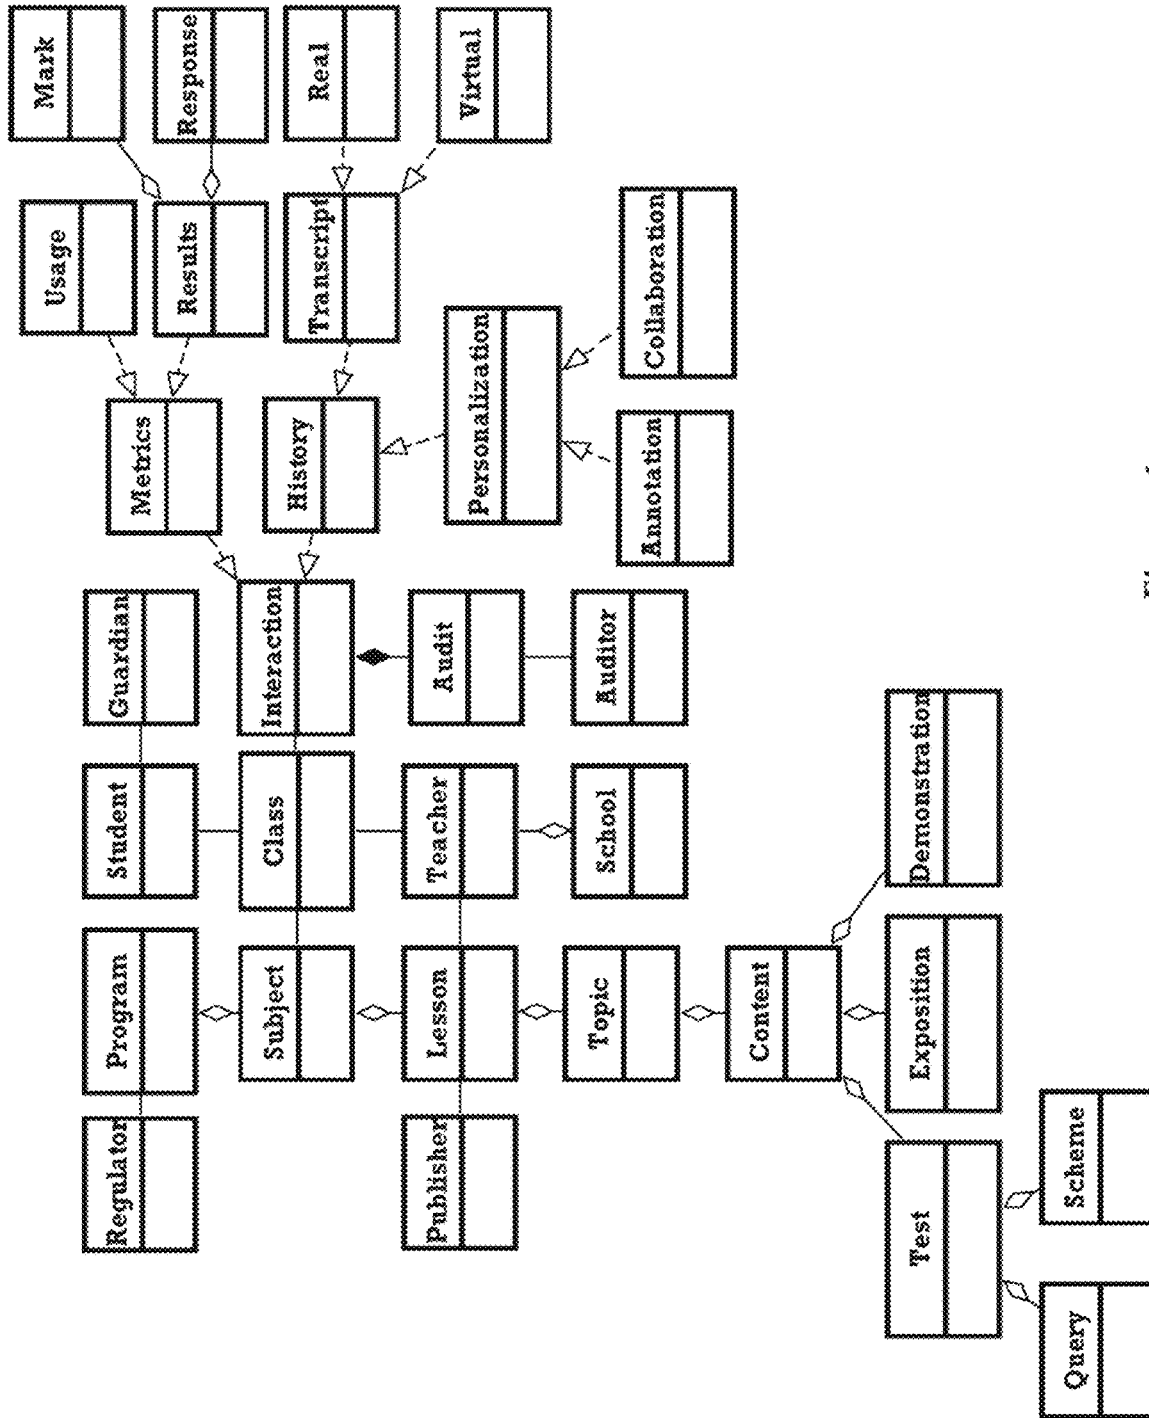 Regulator
Program
Student
Guardian
Metrics
Usage
Mark
Results
Response
Subject
Class
Interaction
History
Transcript
Real
Virtual
Publisher
Lesson
Teacher
Audit
Personalization
Topic
School
Auditor
Annotation
Collaboration
Content
Test
Exposition
Demonstration
Query
Scheme